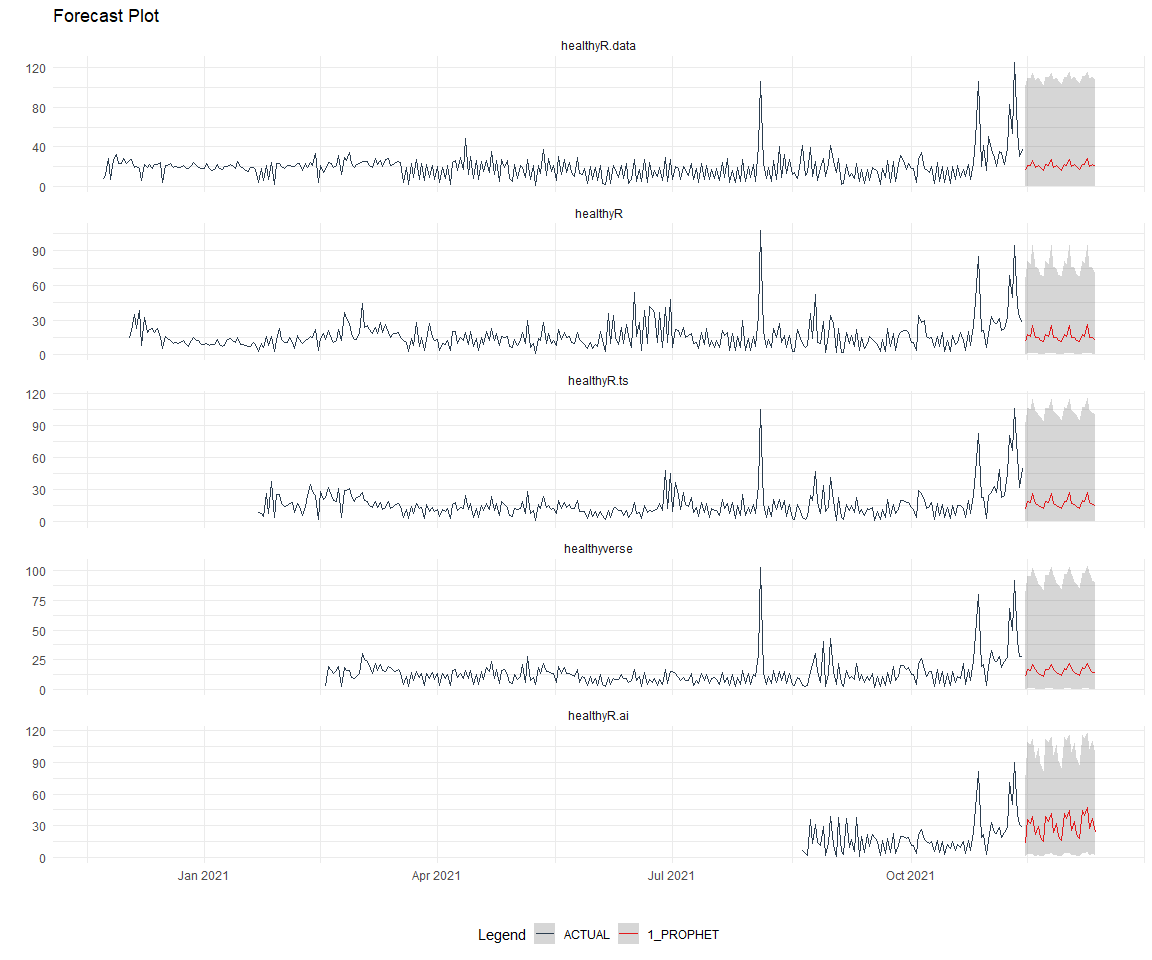 Forecast Plot
healthyR.data
120
80
40
0
healthyR
90
60
30
0
healthyR.ts
120
90
60
30
0
healthyverse
100
75
50
25
0
healthyR.ai
120
90
60
30
0
Jan 2021 Apr 2021 Jul 2021 Oct 2021
Legend ACTUAL 1_PROPHET